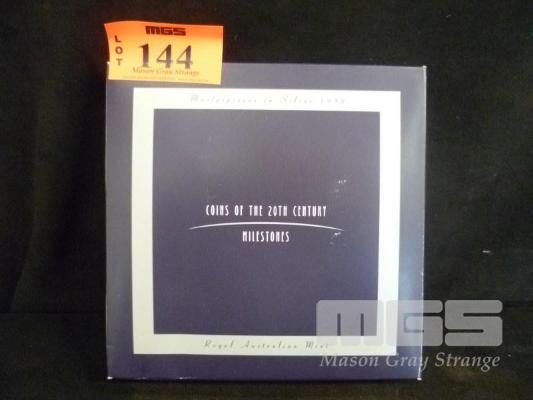 MGS
LOT
144
Mason Gray Strange
Masterpieces in Silver 1998
COINS OF THE 20TH CENTURY
MILESTONES
Royal Australian Mint
MGS
Mason Gray Strange